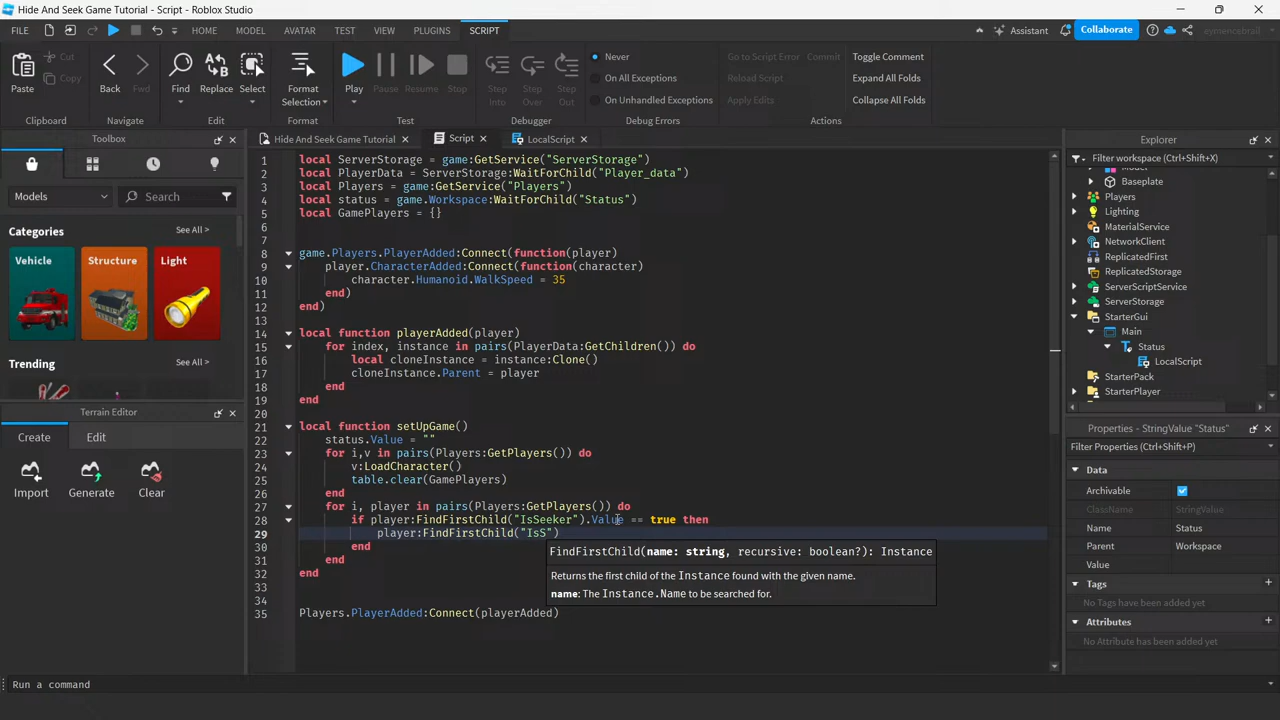 Hide And Seek Game Tutorial - Script - Roblox Studio
FILE
HOME MODEL AVATAR TEST VIEW PLUGINS SCRIPT
Assistant
Collaborate
eymencebrail
Paste
Cut
Copy
Clipboard
Back
Fwd
Navigate
Find
Replace
Select
Edit
Format
Selection
Format
Play
Pause
Resume
Stop
Test
Step
Into
Step
Over
Step
Out
Debugger
Never
On All Exceptions
On Unhandled Exceptions
Debug Errors
Go to Script Error Commit
Reload Script
Apply Edits
Toggle Comment
Expand All Folds
Collapse All Folds
Actions
Toolbox
Models
Search
Categories
See All >
Vehicle
Structure
Light
Trending
See All >
Terrain Editor
Create
Edit
Import
Generate
Clear
Hide And Seek Game Tutorial
Script
LocalScript
1 local ServerStorage = game:GetService("ServerStorage")
2 local PlayerData = ServerStorage:WaitForChild("Player_data")
3 local Players = game:GetService("Players")
4 local status = game.Workspace:WaitForChild("Status")
5 local GamePlayers = {}
6
7
8 game.Players.PlayerAdded:Connect(function(player)
9 player.CharacterAdded:Connect(function(character)
10 character.Humanoid.WalkSpeed = 35
11 end)
12 end)
13
14 local function playerAdded(player)
15 for index, instance in pairs(PlayerData:GetChildren()) do
16 local cloneInstance = instance:Clone()
17 cloneInstance.Parent = player
18 end
19 end
20
21 local function setUpGame()
22 status.Value = ""
23 for i,v in pairs(Players:GetPlayers()) do
24 v:LoadCharacter()
25 table.clear(GamePlayers)
26 end
27 for i, player in pairs(Players:GetPlayers()) do
28 if player:FindFirstChild("IsSeeker").Value == true then
29 player:FindFirstChild("IsS")
30 end
31 end
32 end
33
34
35 Players.PlayerAdded:Connect(playerAdded)
FindFirstChild(name: string, recursive: boolean?): Instance
Returns the first child of the Instance found with the given name.
name: The Instance.Name to be searched for.
Explorer
Filter workspace (Ctrl+Shift+X)
Model
Baseplate
Players
Lighting
MaterialService
NetworkClient
ReplicatedFirst
ReplicatedStorage
ServerScriptService
ServerStorage
StarterGui
Main
Status
LocalScript
StarterPack
StarterPlayer
Properties - StringValue "Status"
Filter Properties (Ctrl+Shift+P)
Data
Archivable
ClassName StringValue
Name Status
Parent Workspace
Value
Tags
No Tags have been added yet
Attributes
No Attribute has been added yet
Run a command